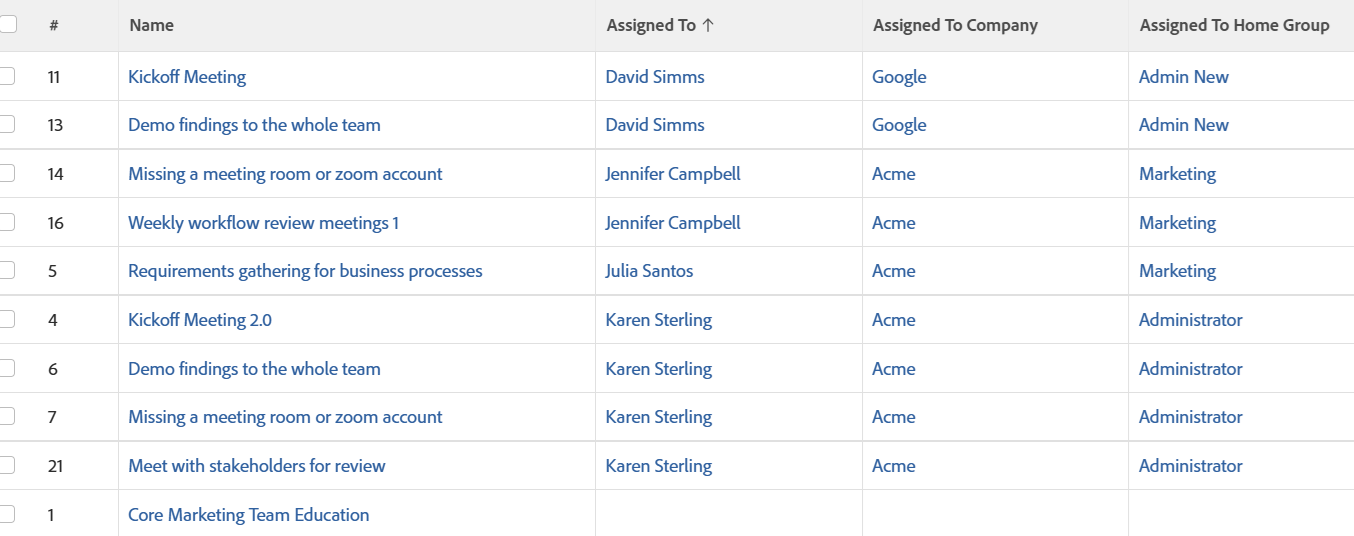 # Name Assigned To ↑ Assigned To Company Assigned To Home Group
11 Kickoff Meeting David Simms Google Admin New
13 Demo findings to the whole team David Simms Google Admin New
14 Missing a meeting room or zoom account Jennifer Campbell Acme Marketing
16 Weekly workflow review meetings 1 Jennifer Campbell Acme Marketing
5 Requirements gathering for business processes Julia Santos Acme Marketing
4 Kickoff Meeting 2.0 Karen Sterling Acme Administrator
6 Demo findings to the whole team Karen Sterling Acme Administrator
7 Missing a meeting room or zoom account Karen Sterling Acme Administrator
21 Meet with stakeholders for review Karen Sterling Acme Administrator
1 Core Marketing Team Education